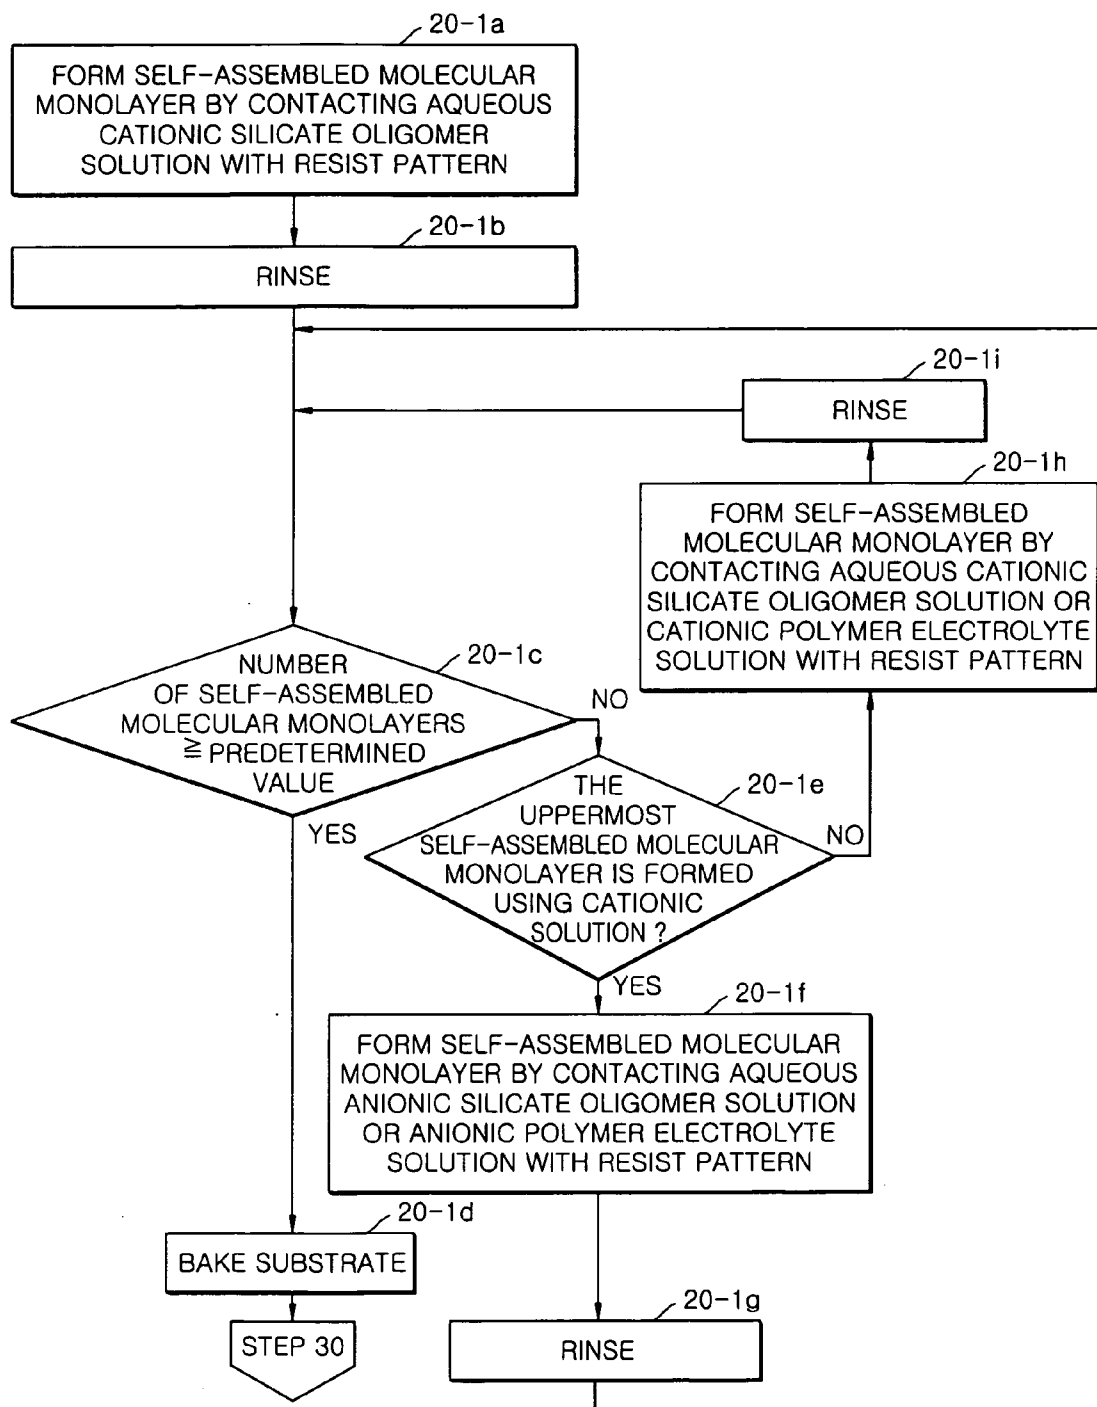 20-1a
FORM SELF-ASSEMBLED MOLECULAR
MONOLAYER BY CONTACTING AQUEOUS
CATIONIC SILICATE OLIGOMER
SOLUTION WITH RESIST PATTERN
20-1b
RINSE
20-1i
RINSE
20-1h
FORM SELF-ASSEMBLED
MOLECULAR MONOLAYER BY
CONTACTING AQUEOUS CATIONIC
SILICATE OLIGOMER SOLUTION OR
CATIONIC POLYMER ELECTROLYTE
SOLUTION WITH RESIST PATTERN
20-1c
NUMBER
OF SELF-ASSEMBLED
MOLECULAR MONOLAYERS
≧ PREDETERMINED
VALUE
NO
YES
20-1e
THE
UPPERMOST
SELF-ASSEMBLED MOLECULAR
MONOLAYER IS FORMED
USING CATIONIC
SOLUTION ?
NO
YES
20-1f
FORM SELF-ASSEMBLED MOLECULAR
MONOLAYER BY CONTACTING AQUEOUS
ANIONIC SILICATE OLIGOMER SOLUTION
OR ANIONIC POLYMER ELECTROLYTE
SOLUTION WITH RESIST PATTERN
20-1d
BAKE SUBSTRATE
STEP 30
20-1g
RINSE